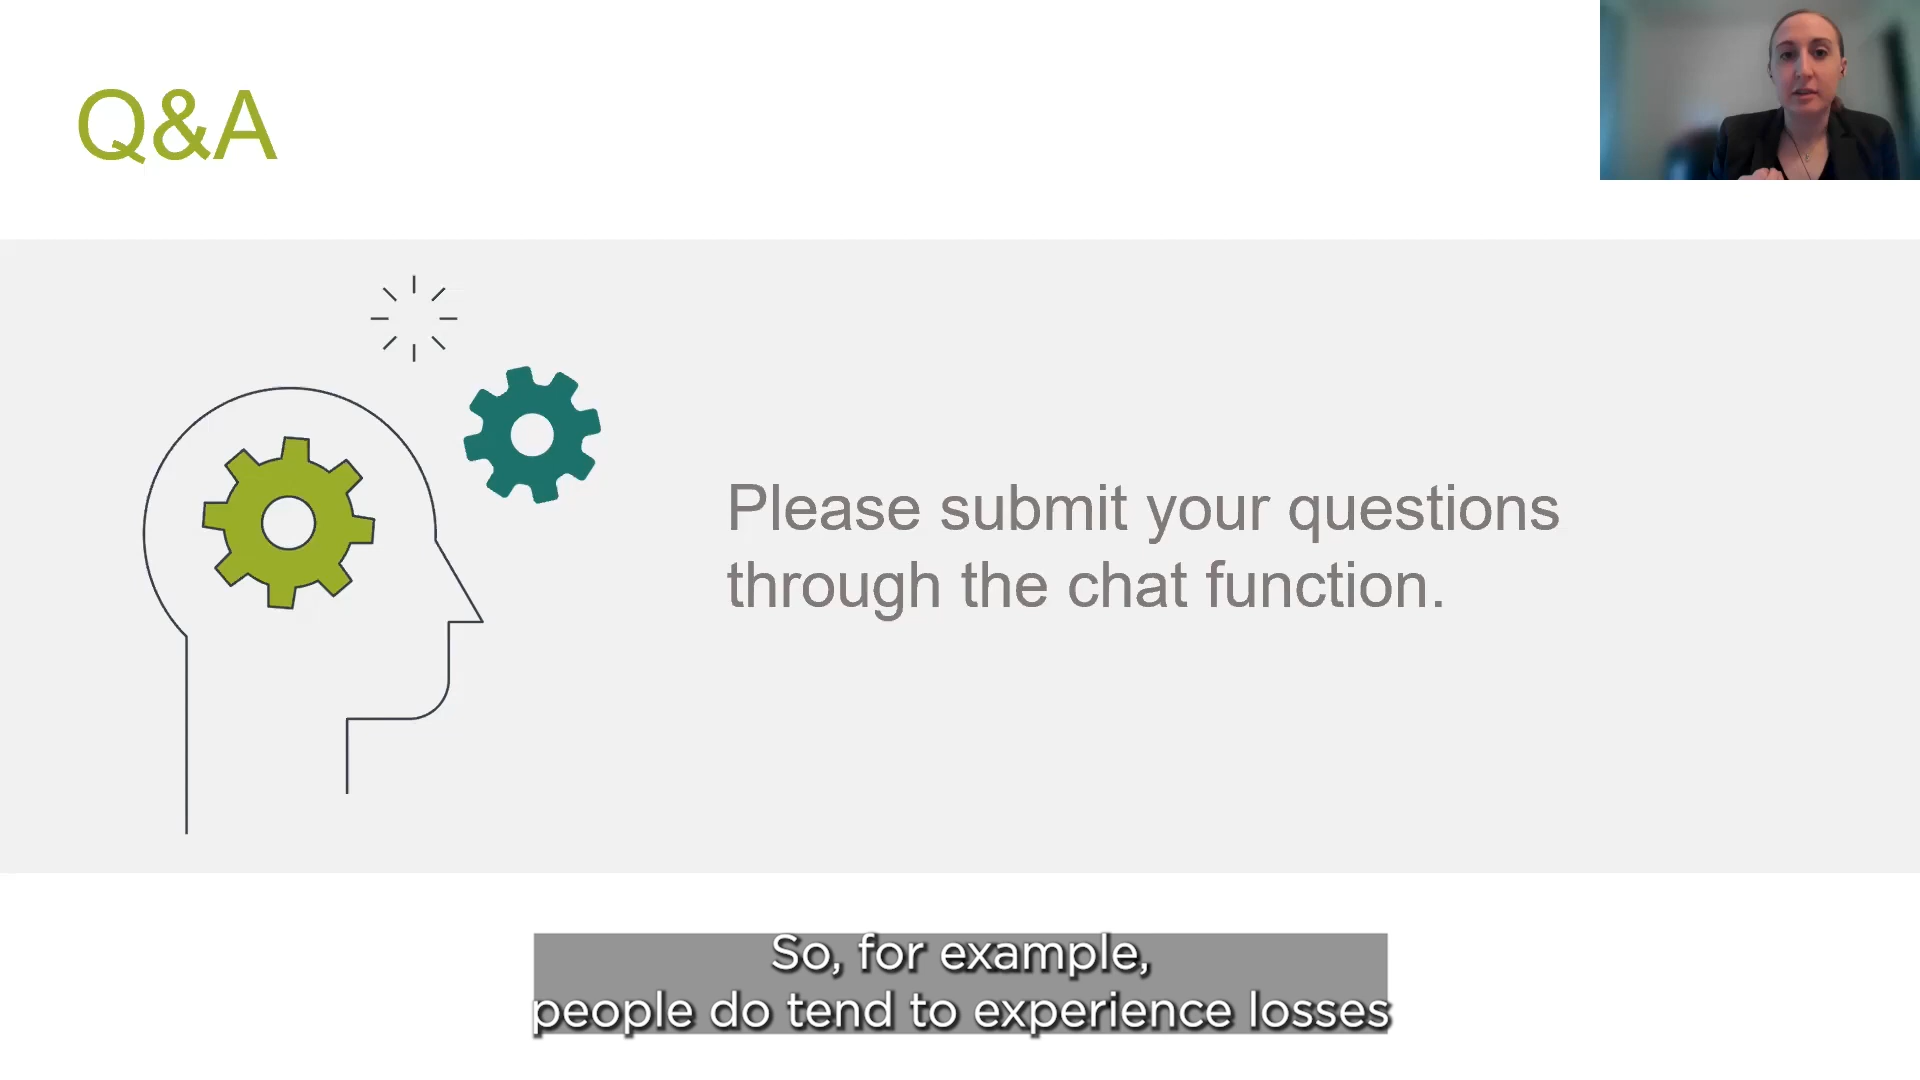 Q&A
Please submit your questions
through the chat function.
So, for example,
people do tend to experience losses